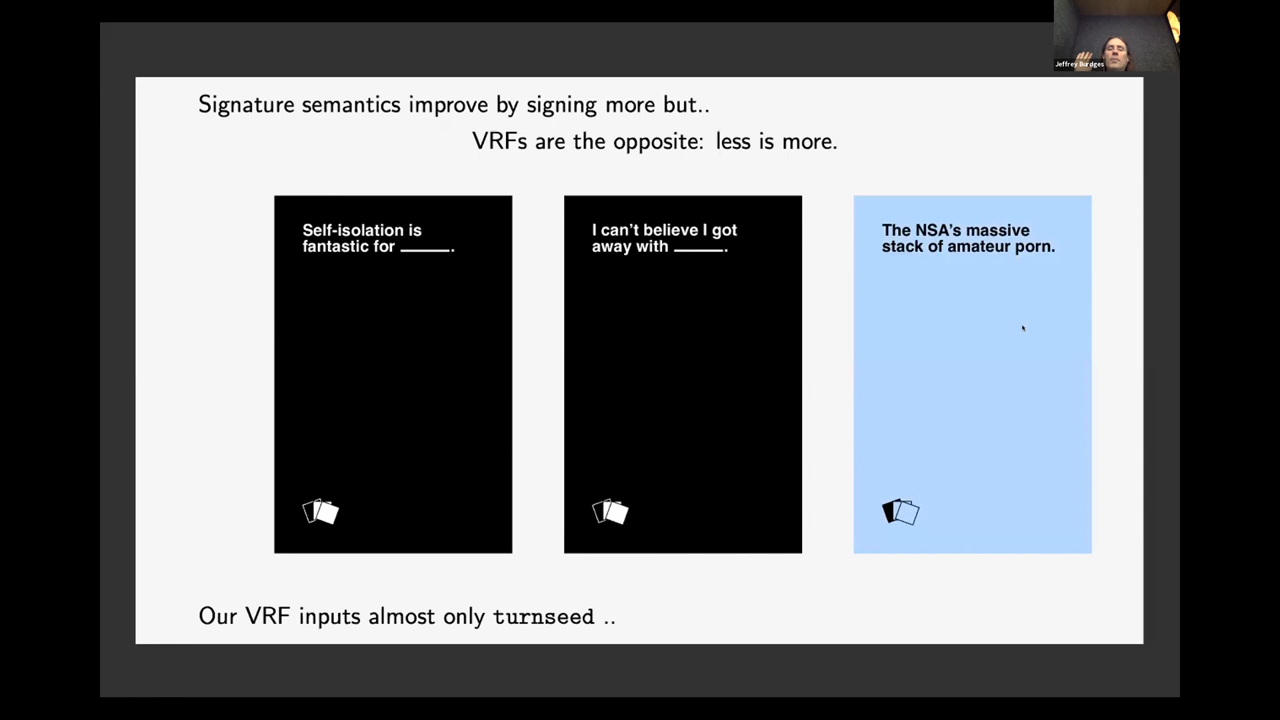 Jeffrey Burdges
Signature semantics improve by signing more but..
VRFs are the opposite: less is more.
Self-isolation is
fantastic for _____.
I can't believe I got
away with _____.
The NSA's massive
stack of amateur porn.
Our VRF inputs almost only turnseed ..